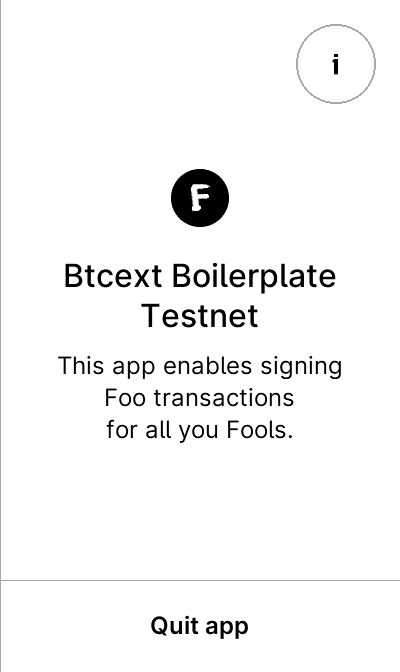 i
F
Btcext Boilerplate
Testnet
This app enables signing
Foo transactions
for all you Fools.
Quit app